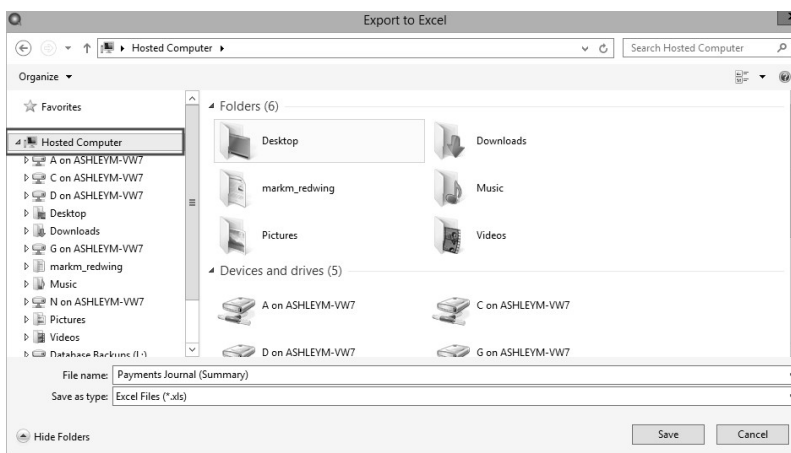 Export to Excel
Hosted Computer
Search Hosted Computer
Organize
Favorites
Hosted Computer
A on ASHLEYM-VW7
C on ASHLEYM-VW7
D on ASHLEYM-VW7
Desktop
Downloads
G on ASHLEYM-VW7
markm_redwing
Music
N on ASHLEYM-VW7
Pictures
Videos
Database Backups (L:)
Folders (6)
Desktop
Downloads
markm_redwing
Music
Pictures
Videos
Devices and drives (5)
A on ASHLEYM-VW7
C on ASHLEYM-VW7
D on ASHLEYM-VW7
G on ASHLEYM-VW7
File name: Payments Journal (Summary)
Save as type: Excel Files (*.xls)
Hide Folders
Save
Cancel